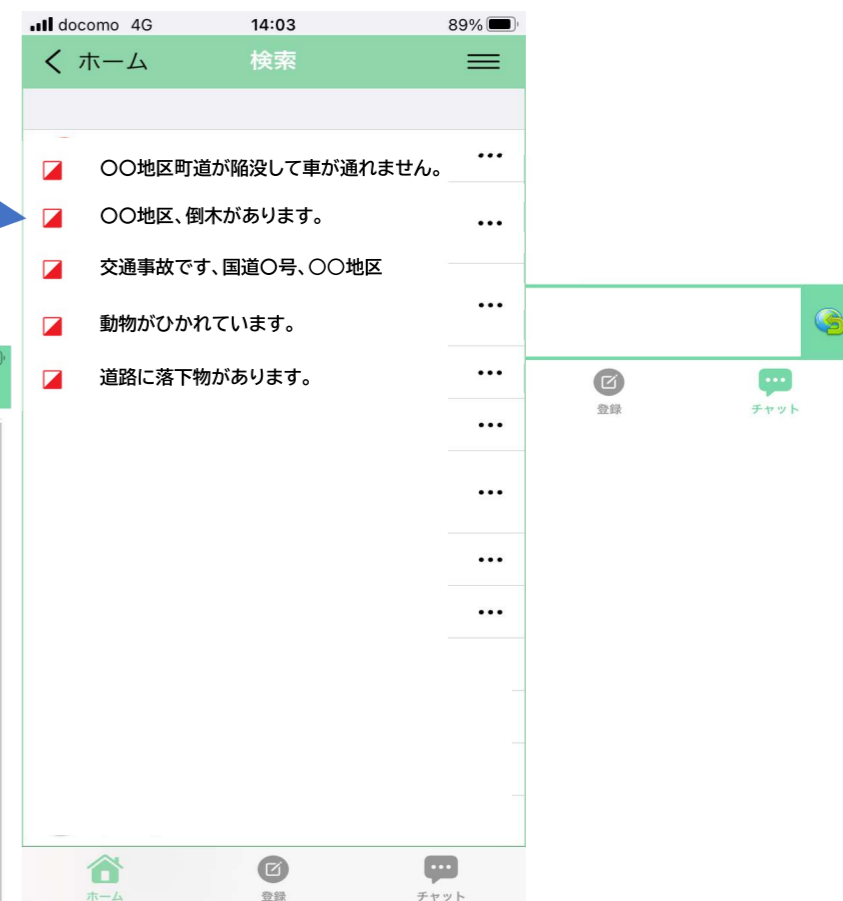 docomo 4G 14:03 89%
ホーム 検索
〇〇地区町道が陥没して車が通れません。
〇〇地区、倒木があります。
交通事故です、国道〇号、〇〇地区
動物がひかれています。
道路に落下物があります。
登録 チャット
ホーム 登録 チャット